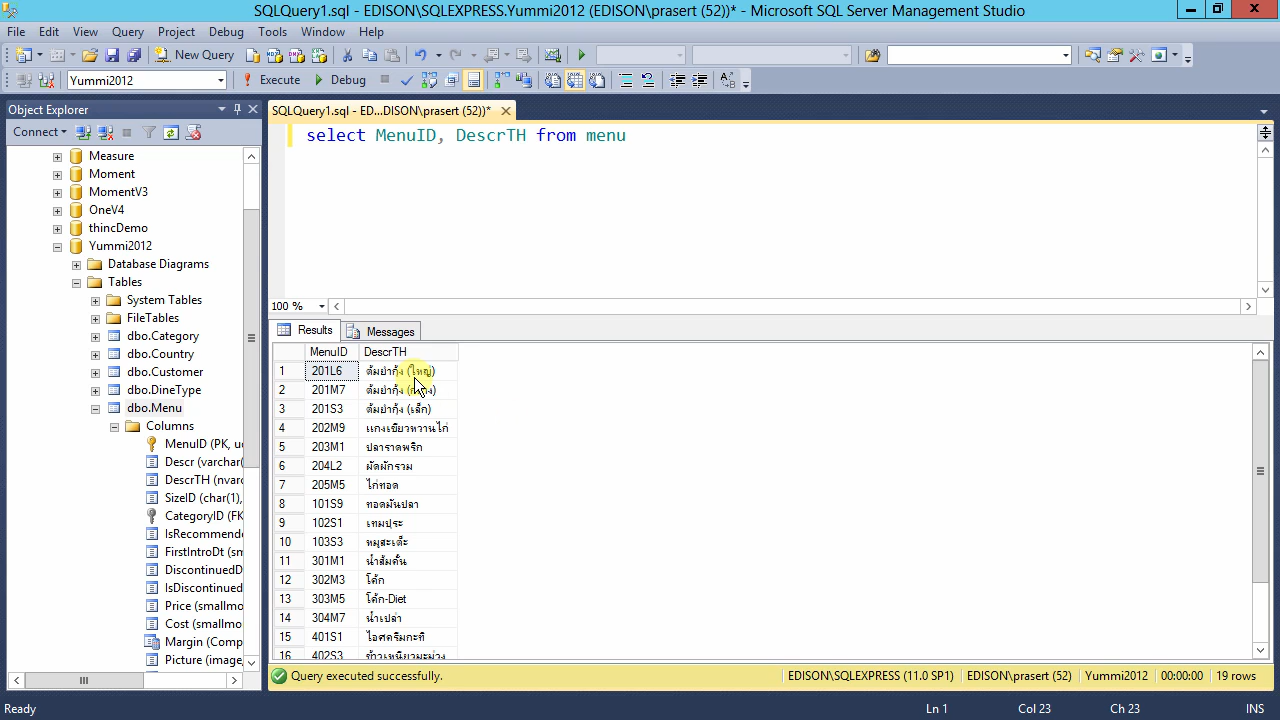 SQLQuery1.sql - EDISON\SQLEXPRESS.Yummi2012 (EDISON\prasert (52))* - Microsoft SQL Server Management Studio
File Edit View Query Project Debug Tools Window Help
New Query
Yummi2012 Execute Debug
Object Explorer
SQLQuery1.sql - ED...DISON\prasert (52))*
Connect
select MenuID, DescrTH from menu
Measure
Moment
MomentV3
OneV4
thincDemo
Yummi2012
Database Diagrams
Tables
System Tables
FileTables
dbo.Category
dbo.Country
dbo.Customer
dbo.DineType
dbo.Menu
Columns
MenuID (PK, u
Descr (varchar(
DescrTH (nvar
SizeID (char(1),
CategoryID (FK
IsRecommend
FirstIntroDt (sm
DiscontinuedD
IsDiscontinued
Price (smallmo
Cost (smallmo
Margin (Comp
Picture (image,
100 %
Results Messages
MenuID DescrTH
1 201L6 ต้มยำกุ้ง (ใหญ่)
2 201M7 ต้มยำกุ้ง
3 201S3 ต้มยำกุ้ง (เล็ก)
4 202M9 แกงเขียวหวานไก่
5 203M1 ปลาราดพริก
6 204L2 ผัดผักรวม
7 205M5 ไก่ทอด
8 101S9 ทอดมันปลา
9 102S1 เทมปุระ
10 103S3 หมูสะเต๊ะ
11 301M1 น้ำส้มคั้น
12 302M3 โค้ก
13 303M5 โค้ก-Diet
14 304M7 น้ำเปล่า
15 401S1 ไอศครีมกะทิ
16 402S3 ข้าวเหนียวมะม่วง
Query executed successfully. EDISON\SQLEXPRESS (11.0 SP1) EDISON\prasert (52) Yummi2012 00:00:00 19 rows
Ready Ln 1 Col 23 Ch 23 INS